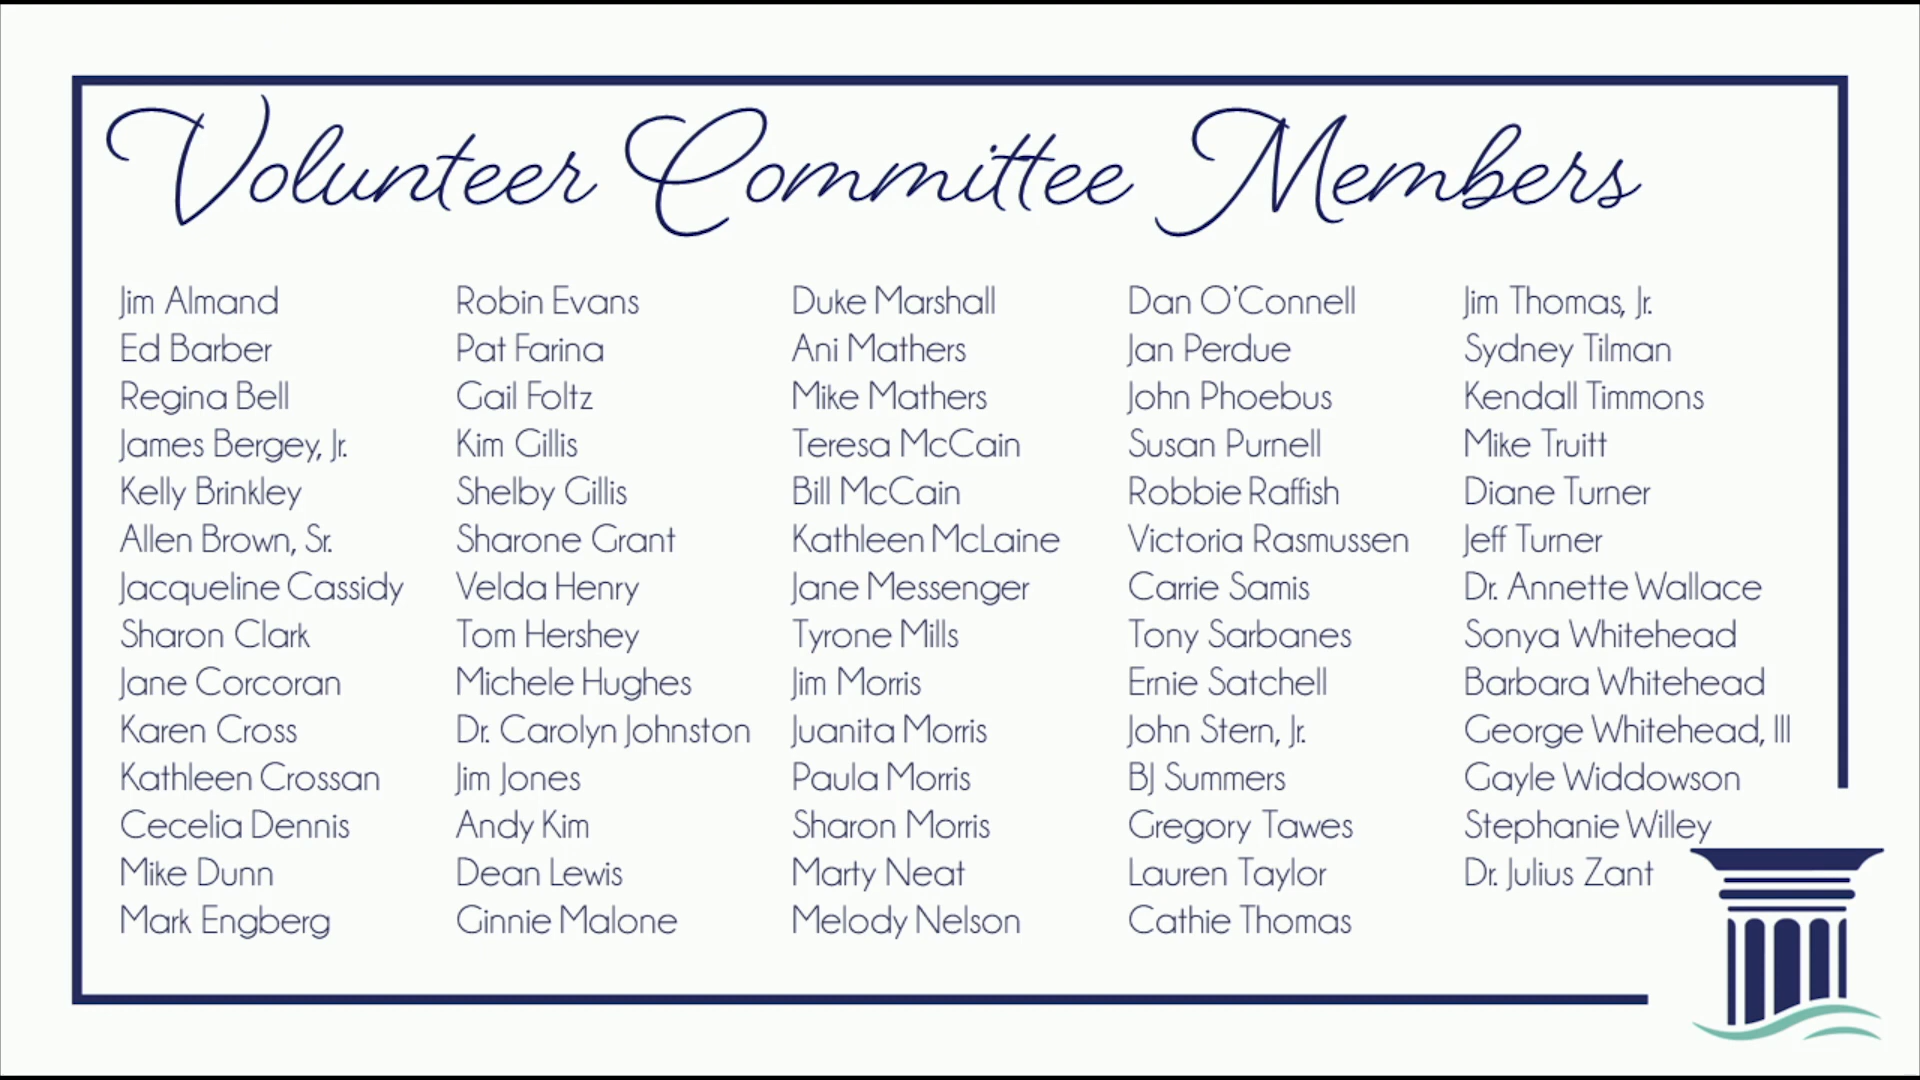 Volunteer Committee Members
Jim Almand
Ed Barber
Regina Bell
James Bergey, Jr.
Kelly Brinkley
Allen Brown, Sr.
Jacqueline Cassidy
Sharon Clark
Jane Corcoran
Karen Cross
Kathleen Crossan
Cecelia Dennis
Mike Dunn
Mark Engberg
Robin Evans
Pat Farina
Gail Foltz
Kim Gillis
Shelby Gillis
Sharone Grant
Velda Henry
Tom Hershey
Michele Hughes
Dr. Carolyn Johnston
Jim Jones
Andy Kim
Dean Lewis
Ginnie Malone
Duke Marshall
Ani Mathers
Mike Mathers
Teresa McCain
Bill McCain
Kathleen McLaine
Jane Messenger
Tyrone Mills
Jim Morris
Juanita Morris
Paula Morris
Sharon Morris
Marty Neat
Melody Nelson
Dan O'Connell
Jan Perdue
John Phoebus
Susan Purnell
Robbie Raffish
Victoria Rasmussen
Carrie Samis
Tony Sarbanes
Ernie Satchell
John Stern, Jr.
BJ Summers
Gregory Tawes
Lauren Taylor
Cathie Thomas
Jim Thomas, Jr.
Sydney Tilman
Kendall Timmons
Mike Truitt
Diane Turner
Jeff Turner
Dr. Annette Wallace
Sonya Whitehead
Barbara Whitehead
George Whitehead, III
Gayle Widdowson
Stephanie Willey
Dr. Julius Zant